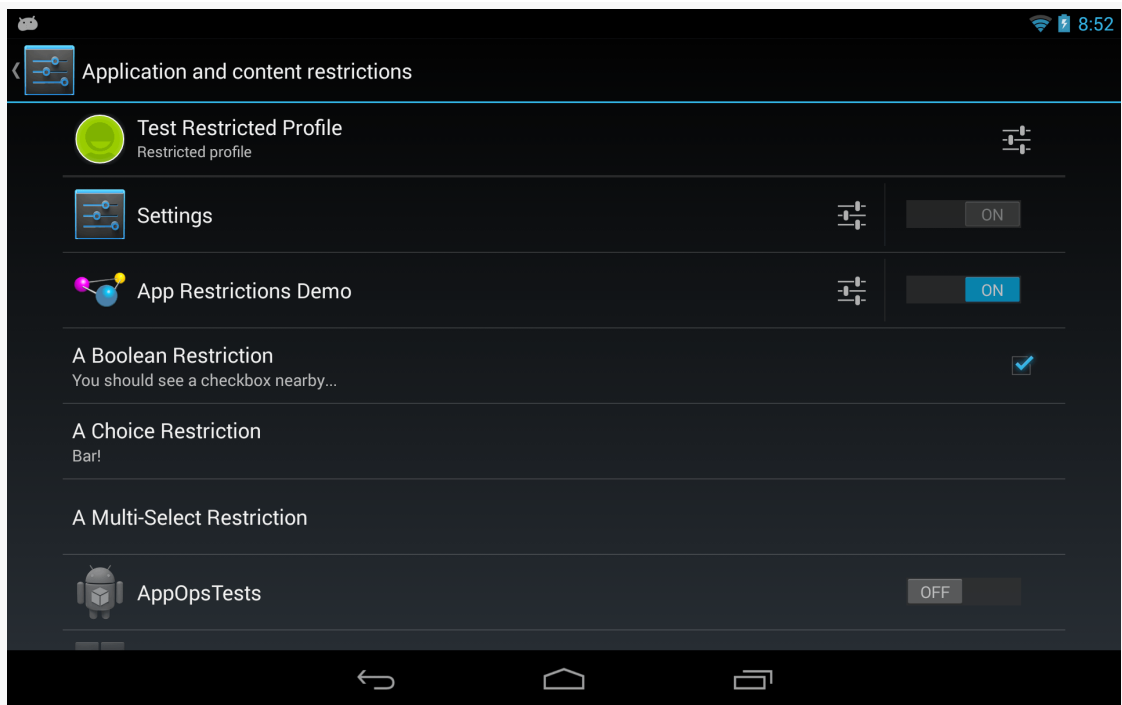 8:52
Application and content restrictions
Test Restricted Profile
Restricted profile
Settings
ON
App Restrictions Demo
ON
A Boolean Restriction
You should see a checkbox nearby...
A Choice Restriction
Bar!
A Multi-Select Restriction
AppOpsTests
OFF